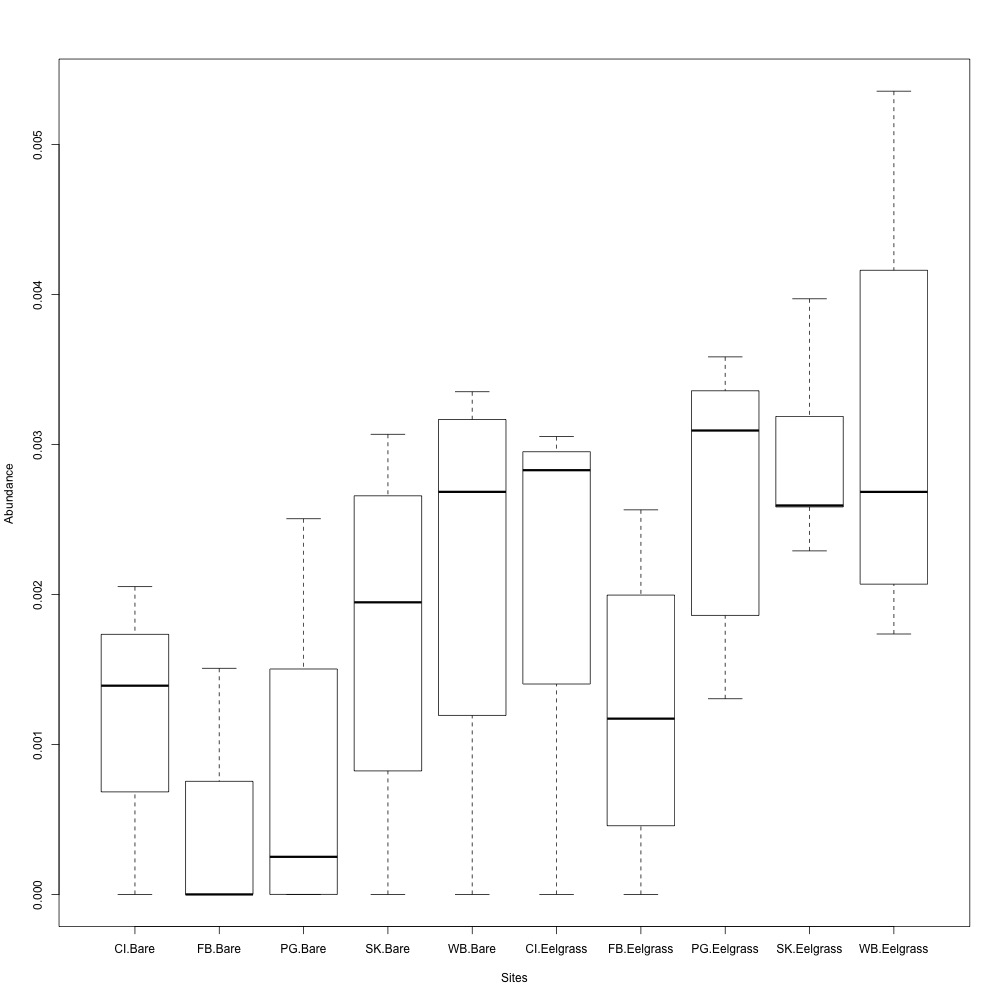 Abundance
0.005
0.004
0.003
0.002
0.001
0.000
CI.Bare FB.Bare PG.Bare SK.Bare WB.Bare CI.Eelgrass FB.Eelgrass PG.Eelgrass SK.Eelgrass WB.Eelgrass
Sites